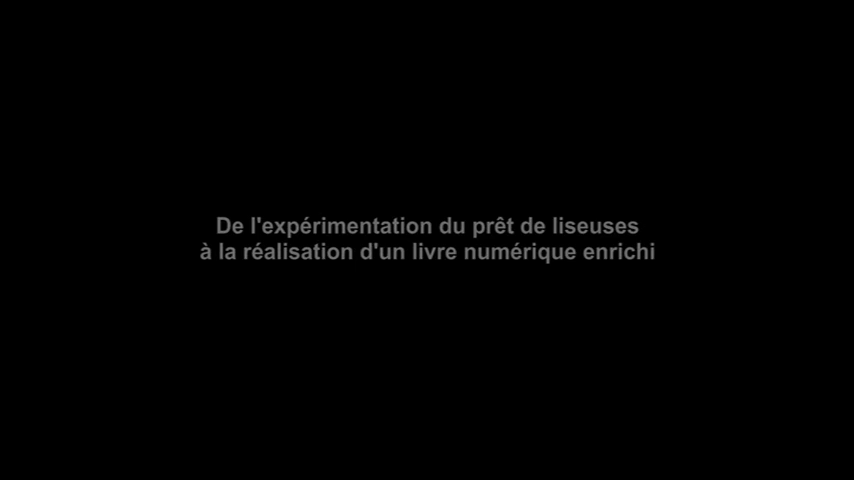 De l'expérimentation du prêt de liseuses
à la réalisation d'un livre numérique enrichi